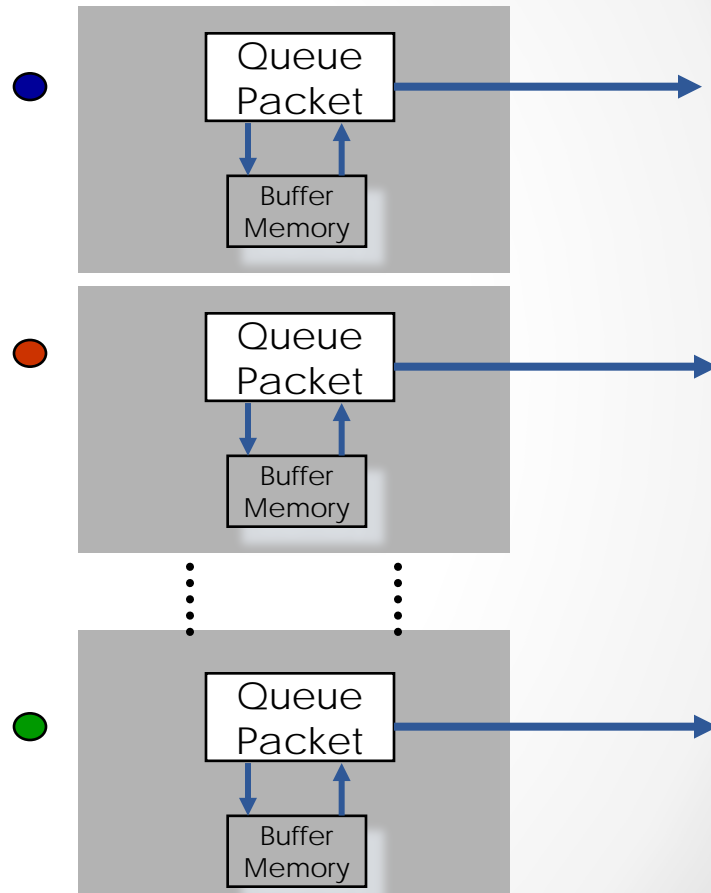 Queue
Packet
Buffer
Memory
Queue
Packet
Buffer
Memory
Queue
Packet
Buffer
Memory